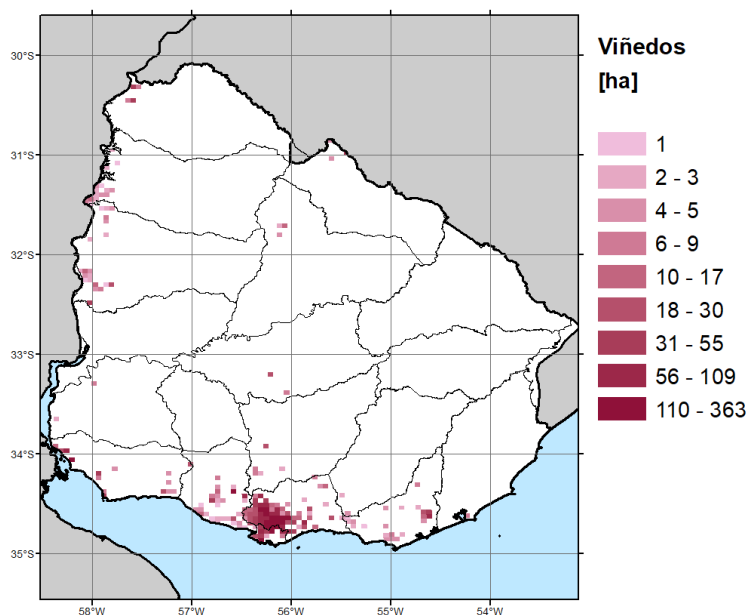 Viñedos
[ha]
1
2 - 3
4 - 5
6 - 9
10 - 17
18 - 30
31 - 55
56 - 109
110 - 363
30°S
31°S
32°S
33°S
34°S
35°S
58°W
57°W
56°W
55°W
54°W